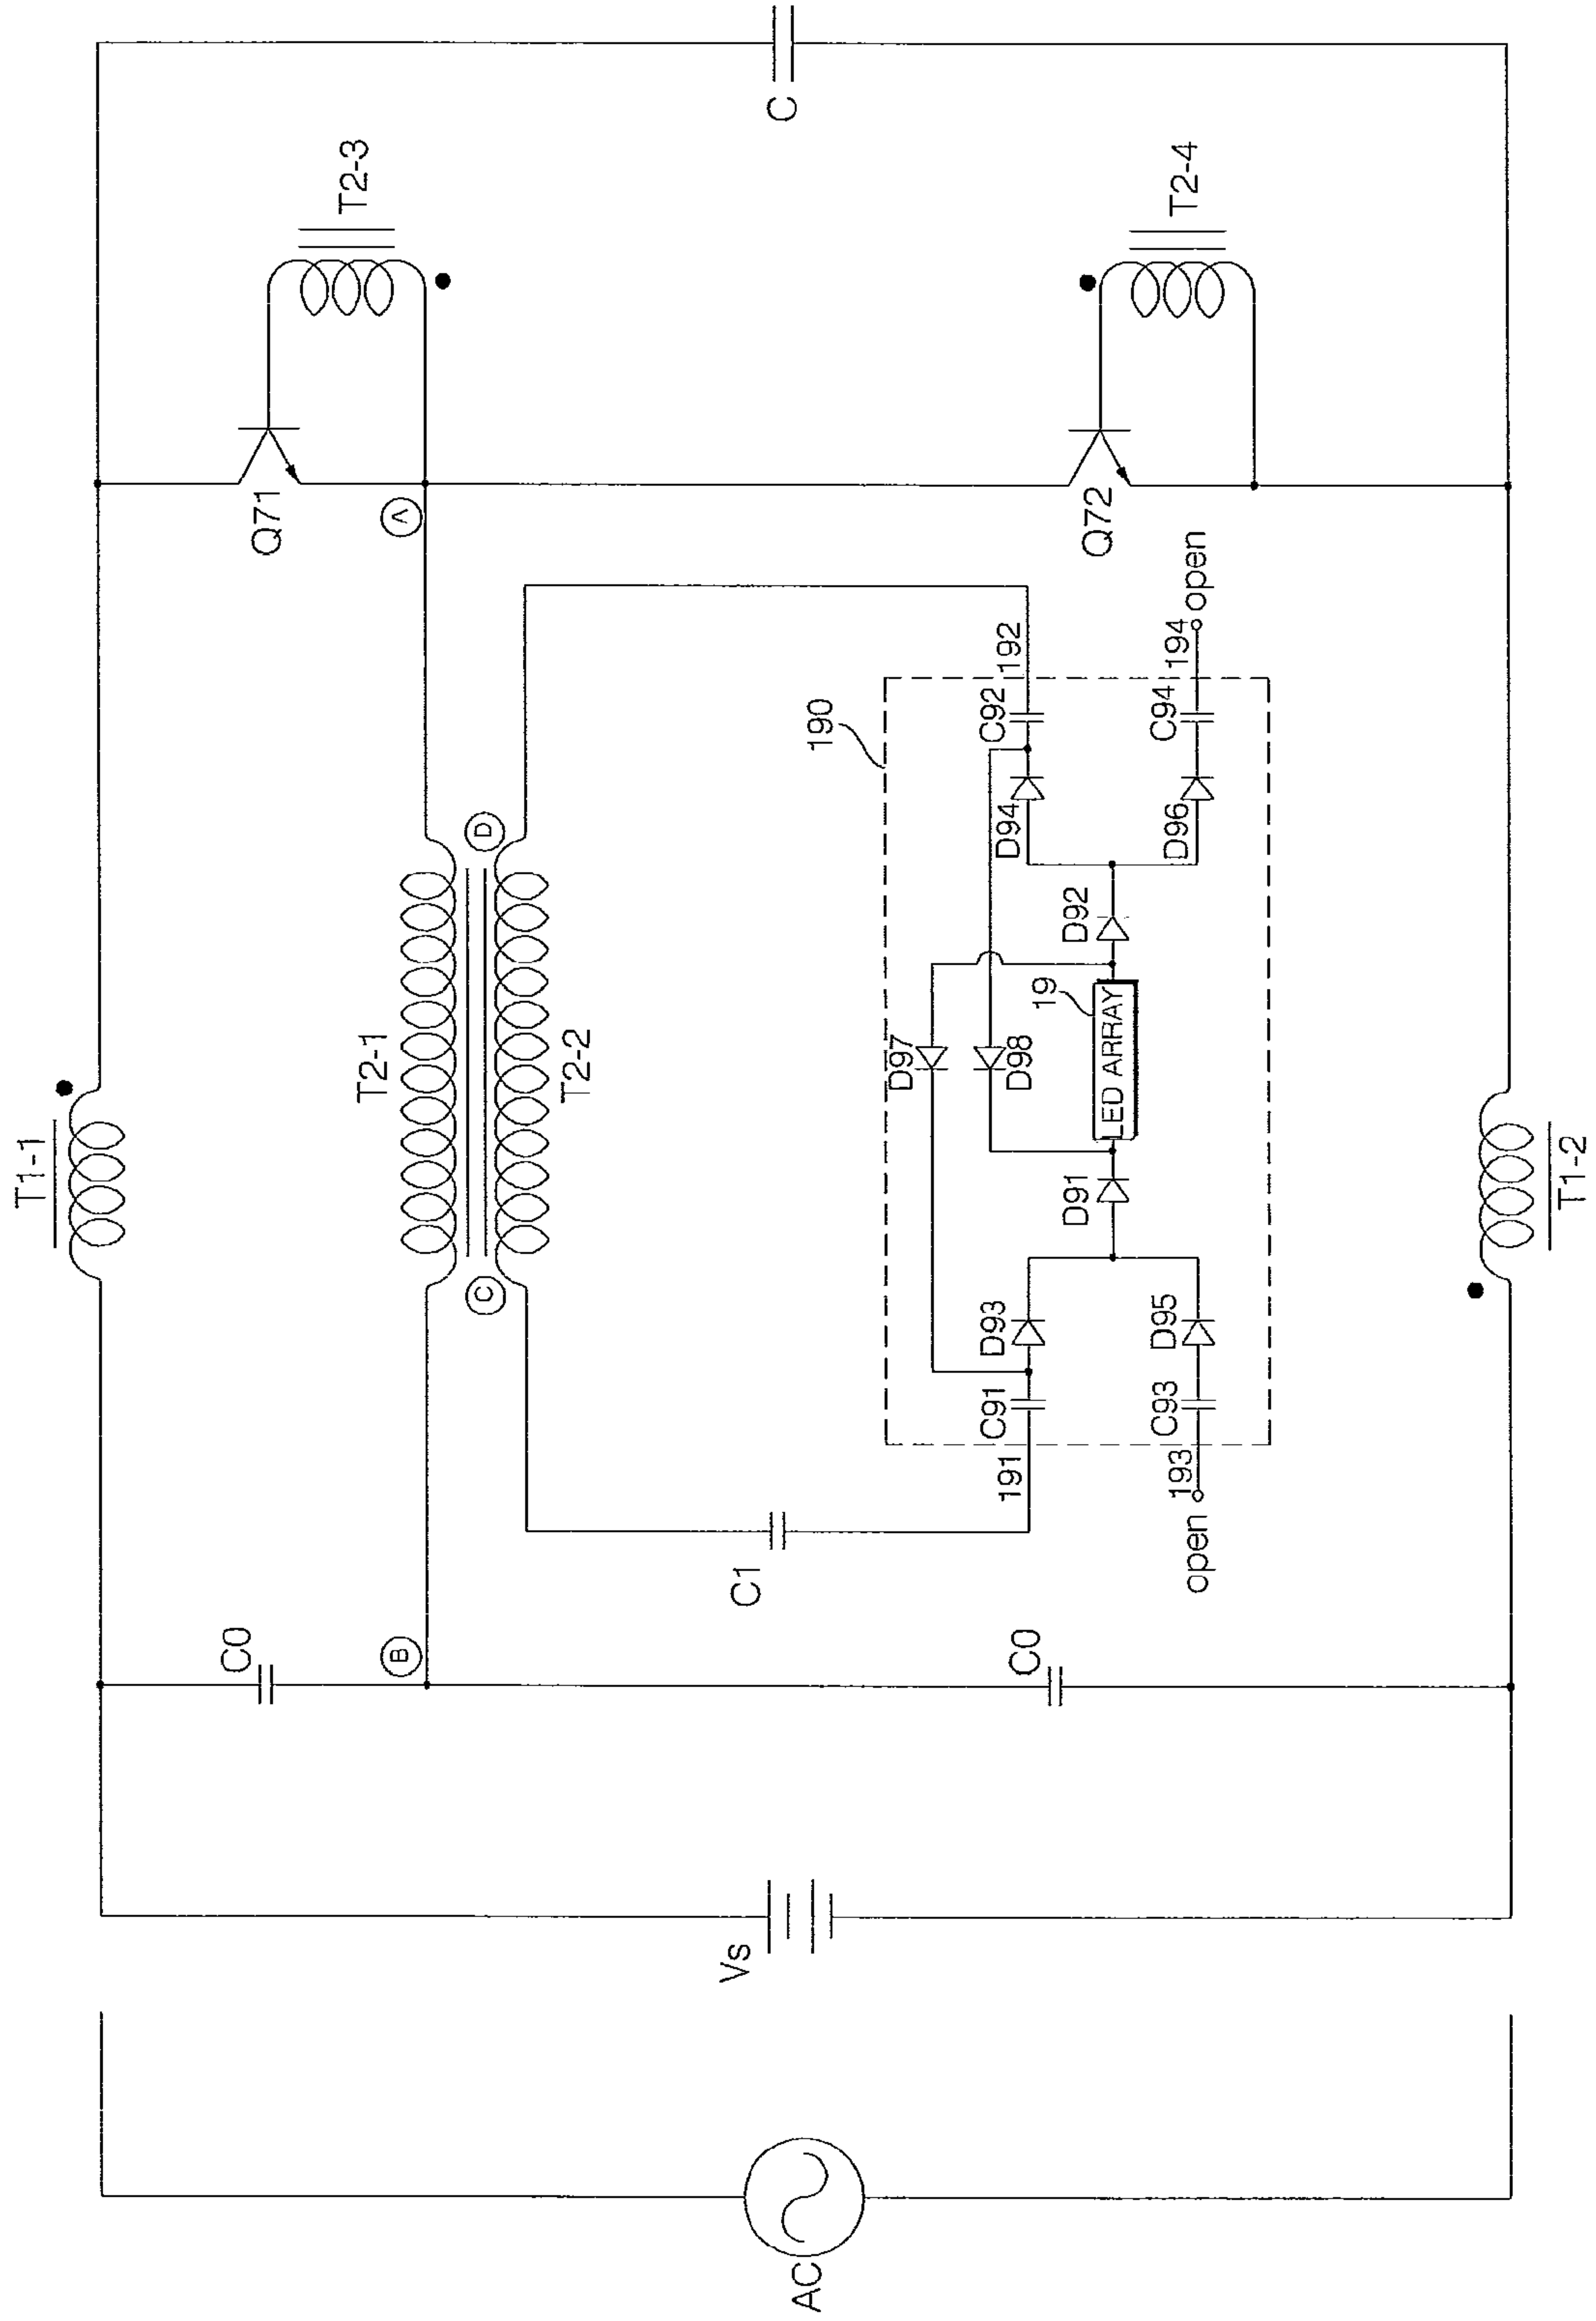 T1-1
T2-3
Q71
A
C
T2-4
Q72
C0
B
T2-1
C
D
T2-2
C1
190
191
C91
D93
D97
D98
D94
C92
192
D91
19
LED ARRAY
D92
open
193
C93
D95
D96
C94
194
open
C0
Vs
AC
T1-2